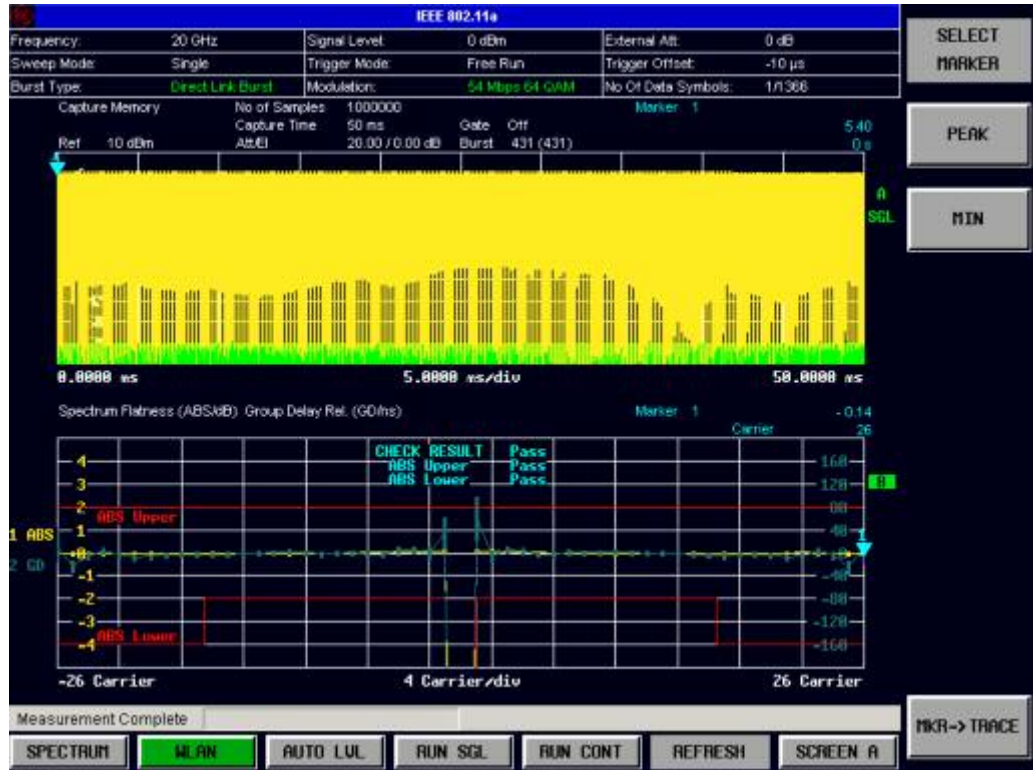 IEEE 802.11a
Frequency: 20 GHz Signal Level: 0 dBm External Att: 0 dB
Sweep Mode: Single Trigger Mode: Free Run Trigger Offset: -10 µs
Burst Type: Direct Link Burst Modulation: 54 Mbps 64 QAM No Of Data Symbols: 1/1366
Capture Memory No of Samples 1000000 Marker 1
Capture Time 50 ms Gate Off 5.40
Ref 10 dBm Att/El 20.00 / 0.00 dB Burst 431 (431) 0 s
1
A
SGL
0.0000 ms 5.0000 ms/div 50.0000 ms
Spectrum Flatness (ABS/dB) Group Delay Rel. (GD/ns) Marker 1 -0.14
Carrier 26
CHECK RESULT Pass
ABS Upper Pass
ABS Lower Pass
4 160
3 120
B
2 80
ABS Upper
1 ABS 1 40 1
0 0
2 GD
-1 -40
-2 -80
-3 -120
ABS Lower
-4 -160
-26 Carrier 4 Carrier/div 26 Carrier
Measurement Complete
SPECTRUM WLAN AUTO LVL RUN SGL RUN CONT REFRESH SCREEN A
SELECT
MARKER
PEAK
MIN
MKR-> TRACE